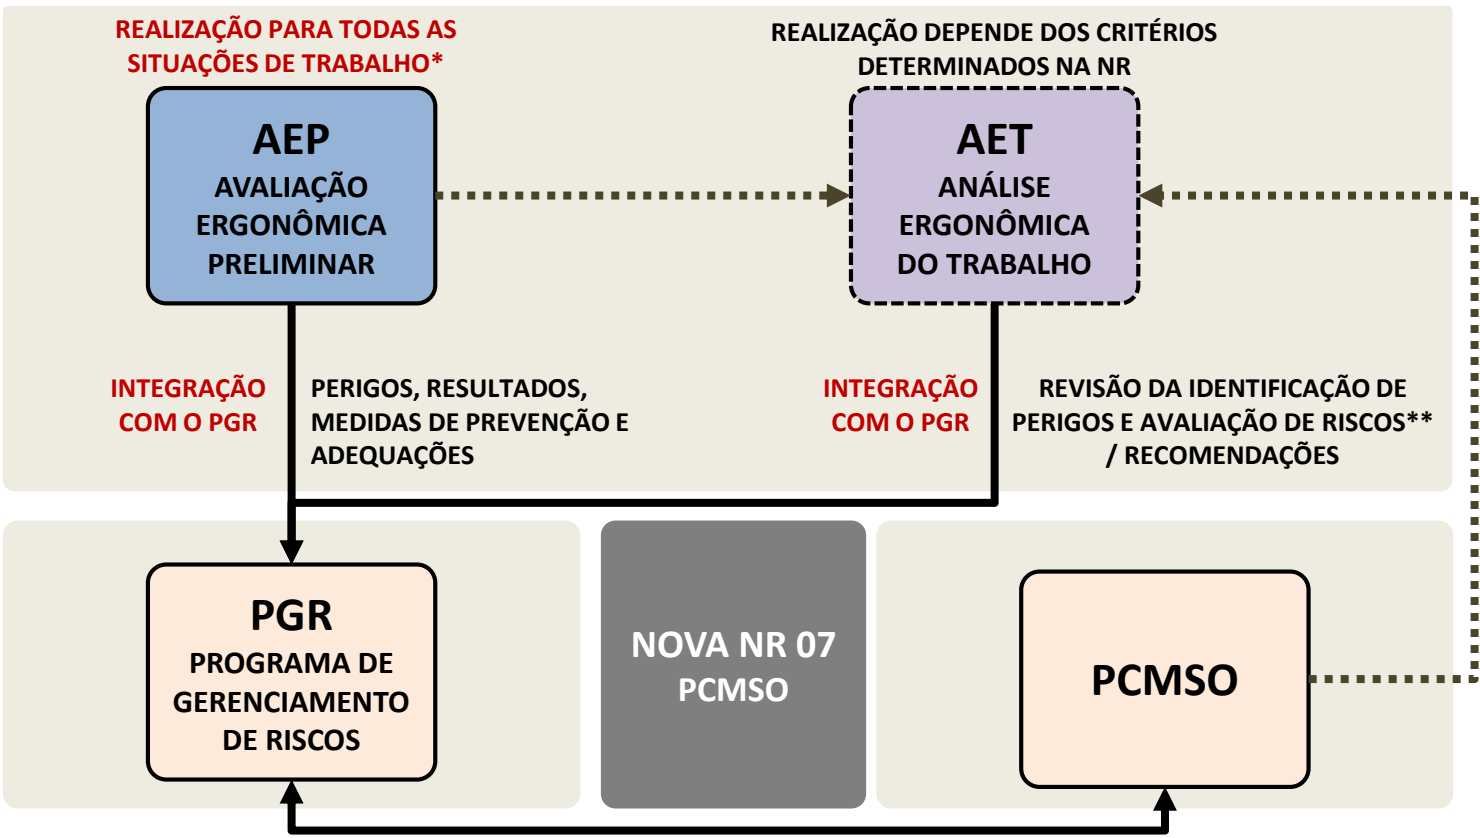 REALIZAÇÃO PARA TODAS AS
SITUAÇÕES DE TRABALHO*
AEP
AVALIAÇÃO
ERGONÔMICA
PRELIMINAR
REALIZAÇÃO DEPENDE DOS CRITÉRIOS
DETERMINADOS NA NR
AET
ANÁLISE
ERGONÔMICA
DO TRABALHO
INTEGRAÇÃO
COM O PGR
PERIGOS, RESULTADOS,
MEDIDAS DE PREVENÇÃO E
ADEQUAÇÕES
INTEGRAÇÃO
COM O PGR
REVISÃO DA IDENTIFICAÇÃO DE
PERIGOS E AVALIAÇÃO DE RISCOS**
/ RECOMENDAÇÕES
PGR
PROGRAMA DE
GERENCIAMENTO
DE RISCOS
NOVA NR 07
PCMSO
PCMSO